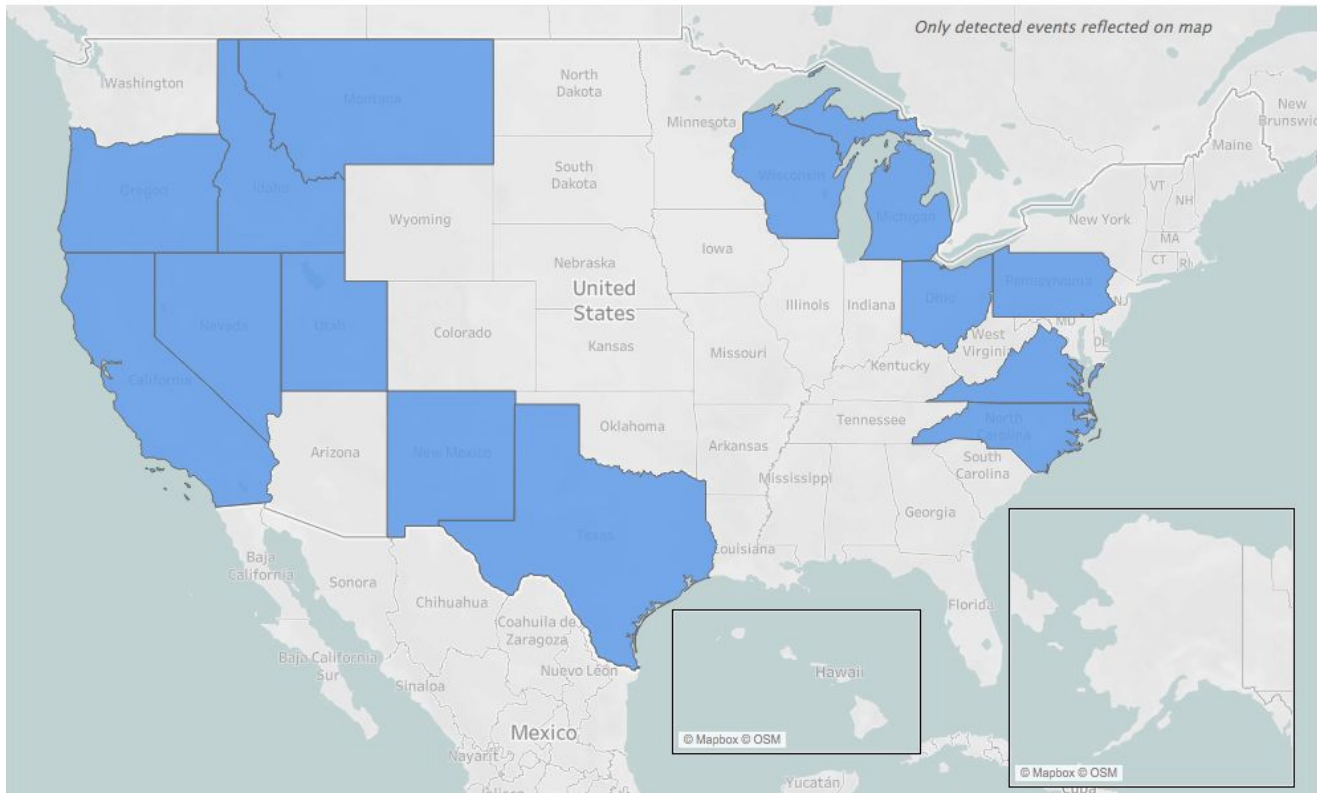 Only detected events reflected on map
Washington
Montana
North
Dakota
Minnesota
New
Brunswick
Maine
Oregon
Idaho
South
Dakota
Wisconsin
Michigan
VT
NH
Wyoming
New York
MA
CT
RI
Iowa
Nebraska
Pennsylvania
NJ
United
States
Illinois
Indiana
Ohio
MD
DE
Nevada
Utah
Colorado
Kansas
Missouri
West
Virginia
Kentucky
California
North
Carolina
Tennessee
Oklahoma
Arkansas
Arizona
New Mexico
South
Carolina
Mississippi
Georgia
Texas
Louisiana
Baja
California
Sonora
Chihuahua
Coahuila de
Zaragoza
Florida
Baja California
Sur
Sinaloa
Nuevo León
Hawaii
Mexico
© Mapbox © OSM
Nayarit
© Mapbox © OSM
Yucatán